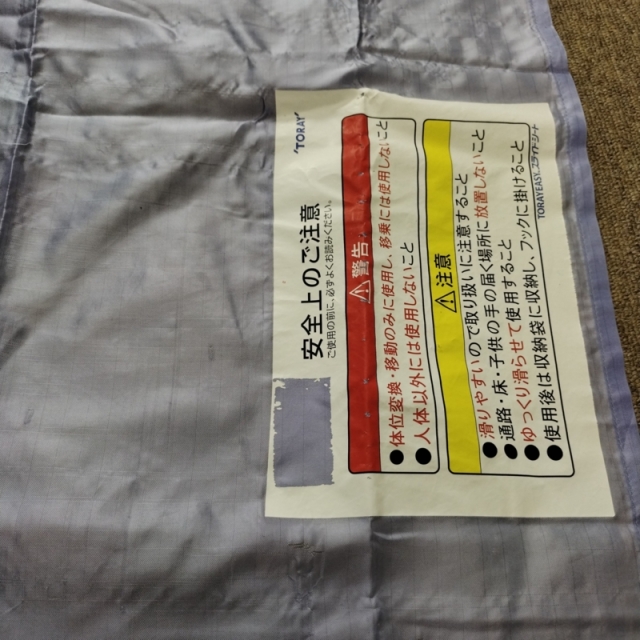 'TORAY'
安全上のご注意
ご使用の前に、必ずよくお読みください。
⚠警告
●体位変換・移動のみに使用し、移乗には使用しないこと
●人体以外には使用しないこと
⚠注意
●滑りやすいので取り扱いに注意すること
●通路・床・子供の手の届く場所に放置しないこと
●ゆっくり滑らせて使用すること
●使用後は収納袋に収納し、フックに掛けること
TORAYEASY スライドシート